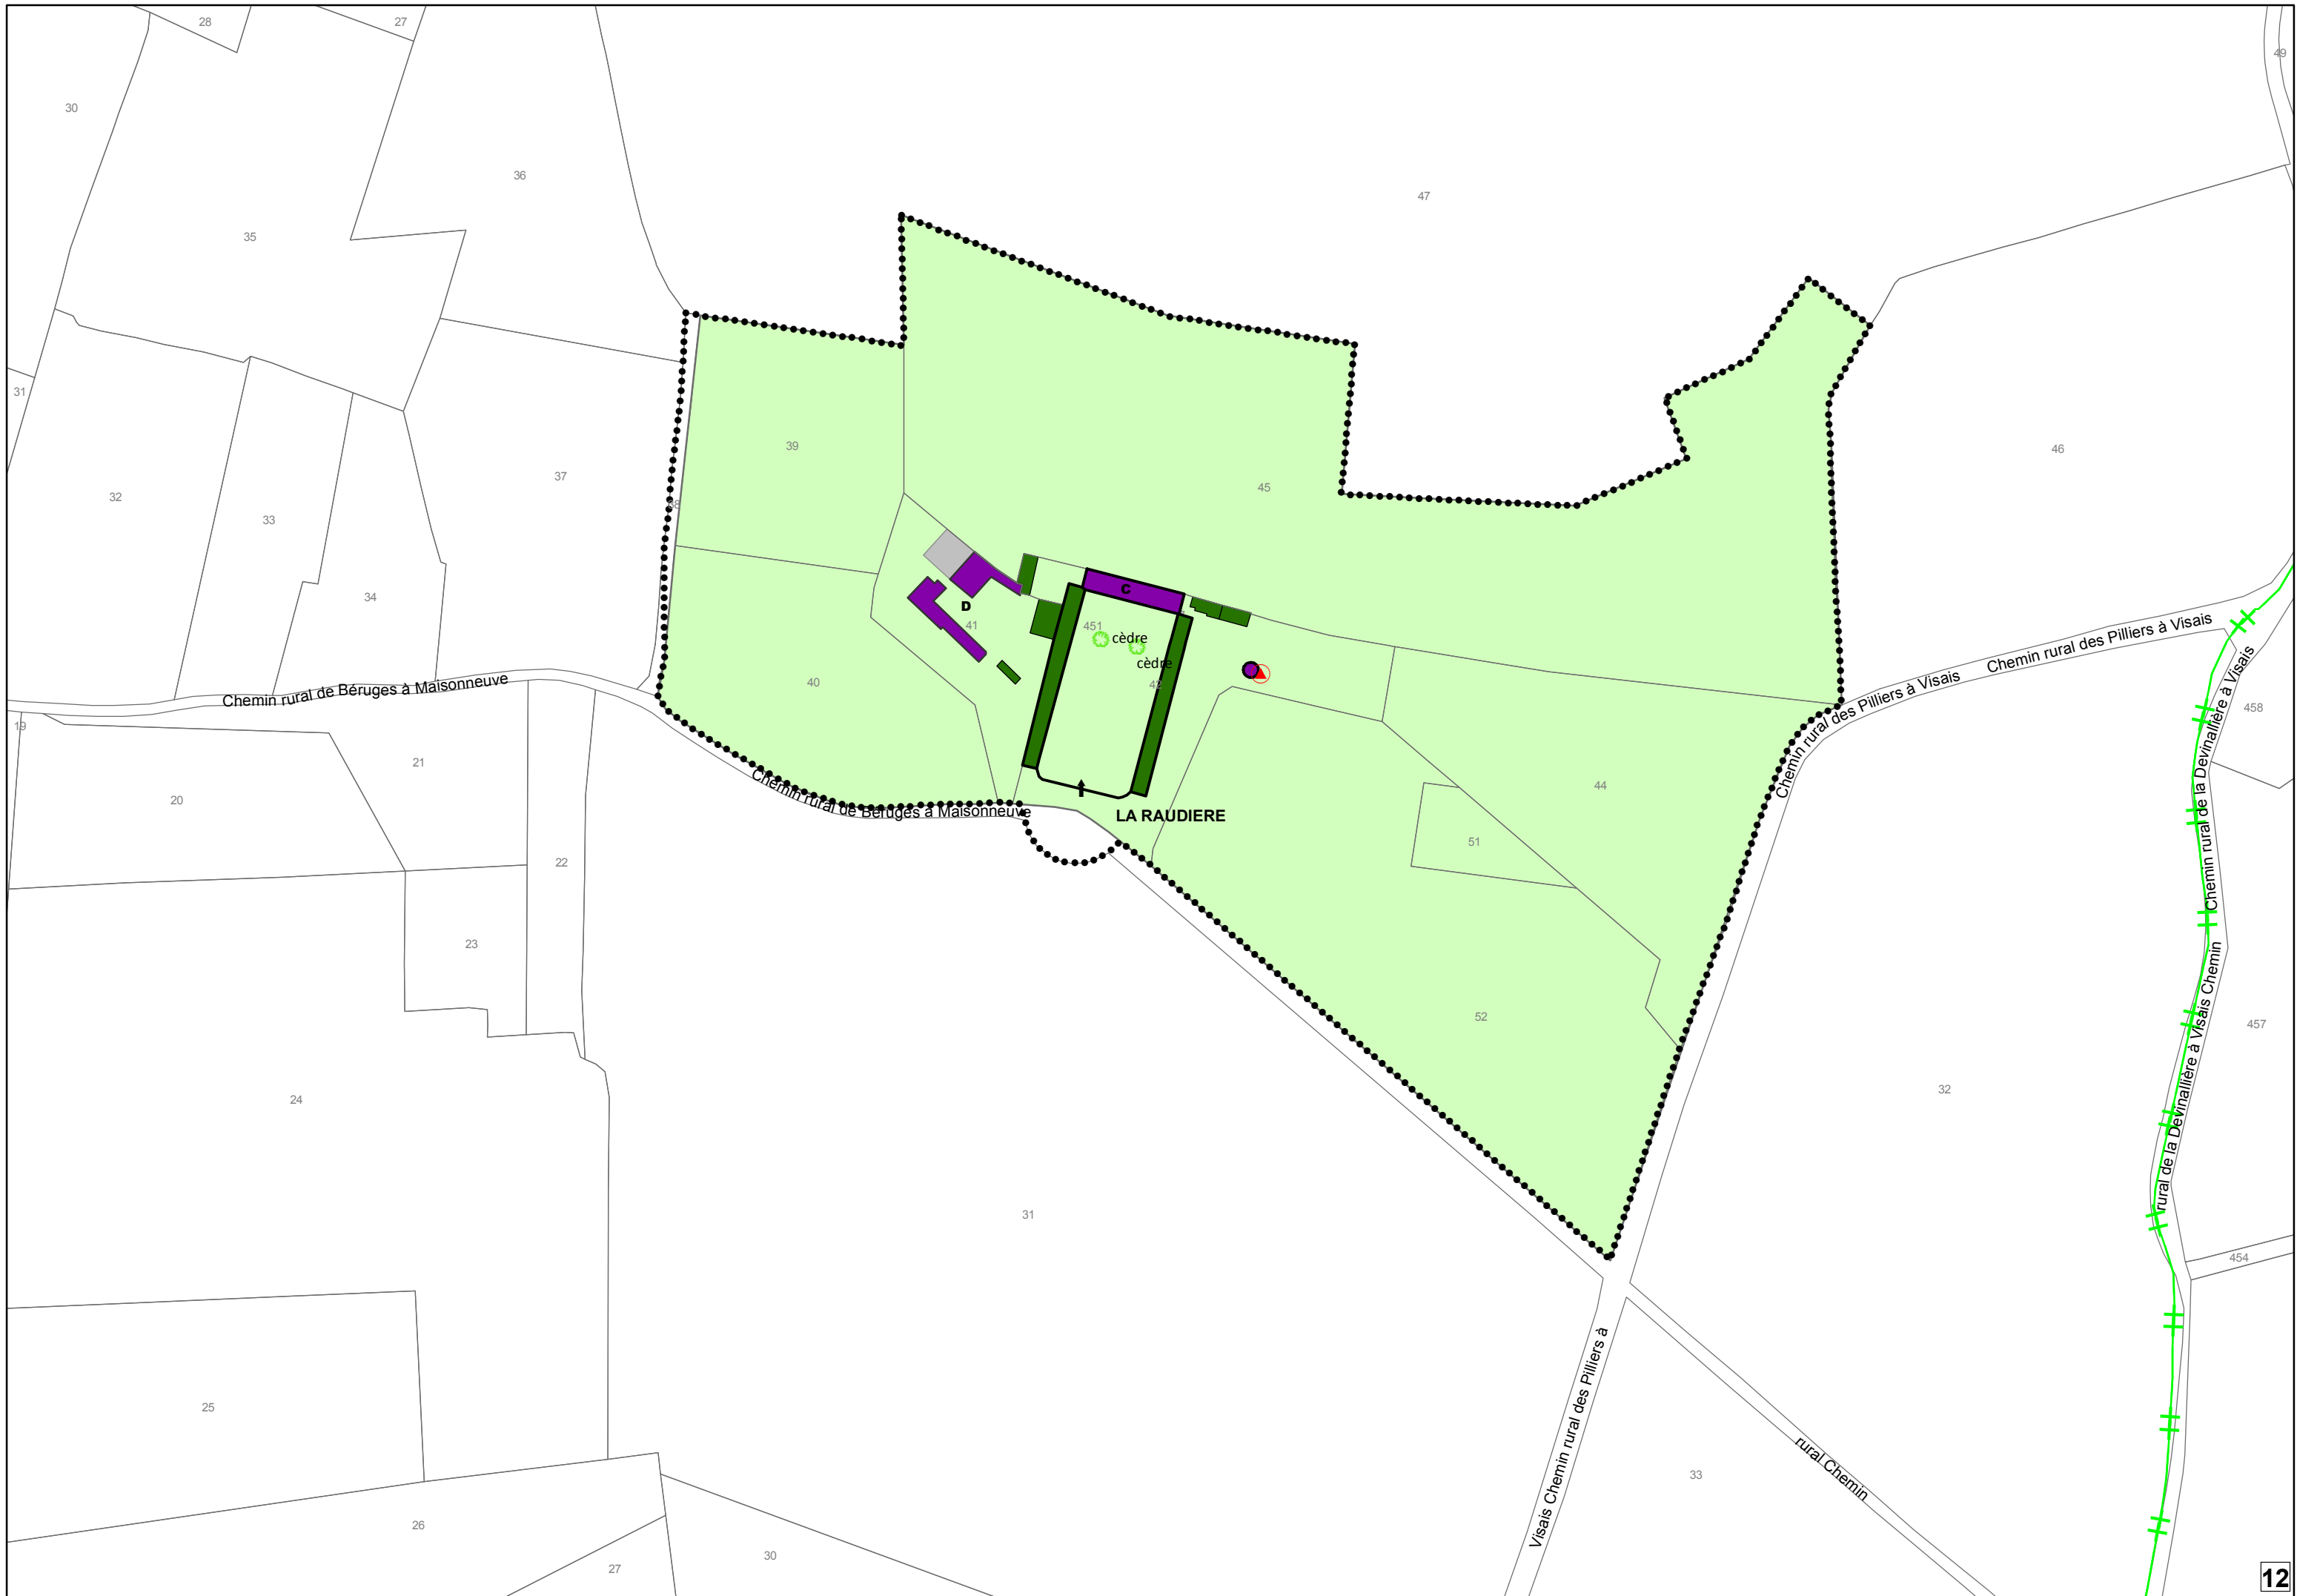 28
27
49
30
36
47
35
31
46
39
37
45
32
38
33
34
C
D
41
451
cèdre
cèdre
42
40
Chemin rural de Béruges à Maisonneuve
Chemin rural des Pilliers à Visais
Chemin rural des Pilliers à Visais
Chemin rural de la Devinallière à Visais
458
19
21
20
Chemin rural de Béruges à Maisonneuve
LA RAUDIERE
44
51
22
23
52
Chemin
rural de la Devinallière à Visais Chemin
457
24
32
31
454
25
Visais Chemin rural des Pilliers à
rural Chemin
33
26
27
30
12